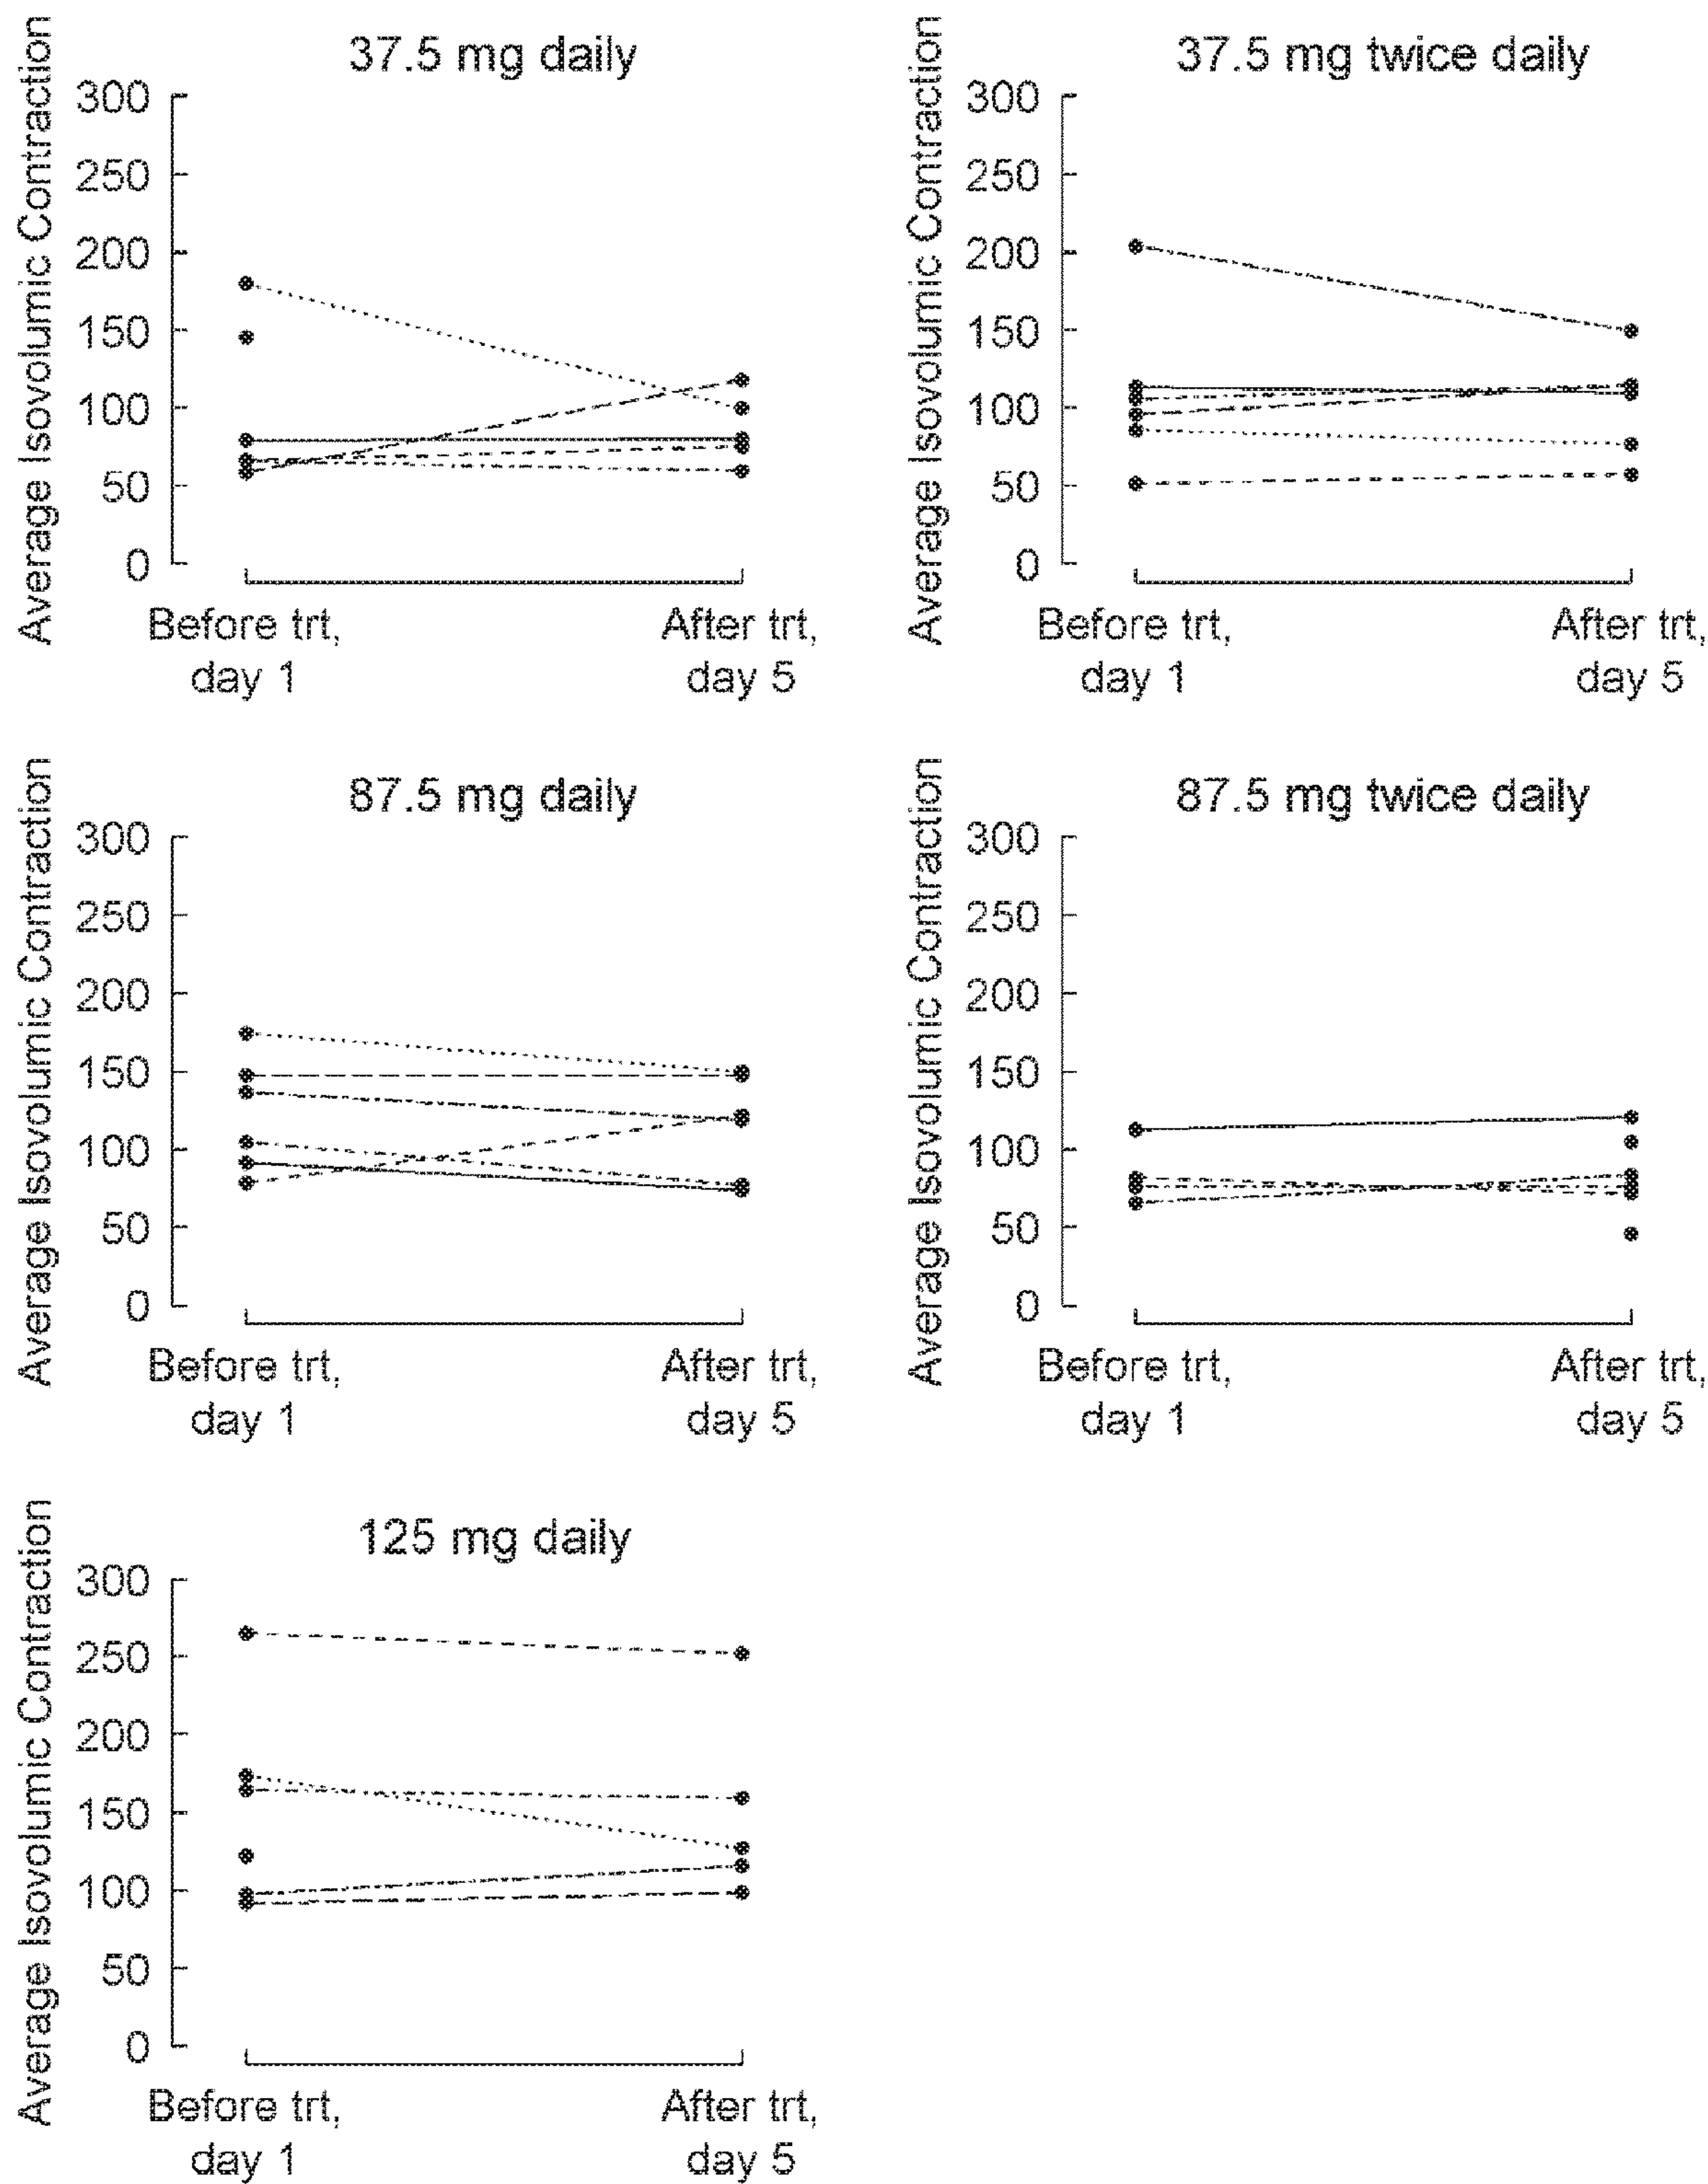 37.5 mg daily
Average Isovolumic Contraction
300
250
200
150
100
50
0
Before trt,
day 1
After trt,
day 5
37.5 mg twice daily
Average Isovolumic Contraction
300
250
200
150
100
50
0
Before trt,
day 1
After trt,
day 5
87.5 mg daily
Average Isovolumic Contraction
300
250
200
150
100
50
0
Before trt,
day 1
After trt,
day 5
87.5 mg twice daily
Average Isovolumic Contraction
300
250
200
150
100
50
0
Before trt,
day 1
After trt,
day 5
125 mg daily
Average Isovolumic Contraction
300
250
200
150
100
50
0
Before trt,
day 1
After trt,
day 5